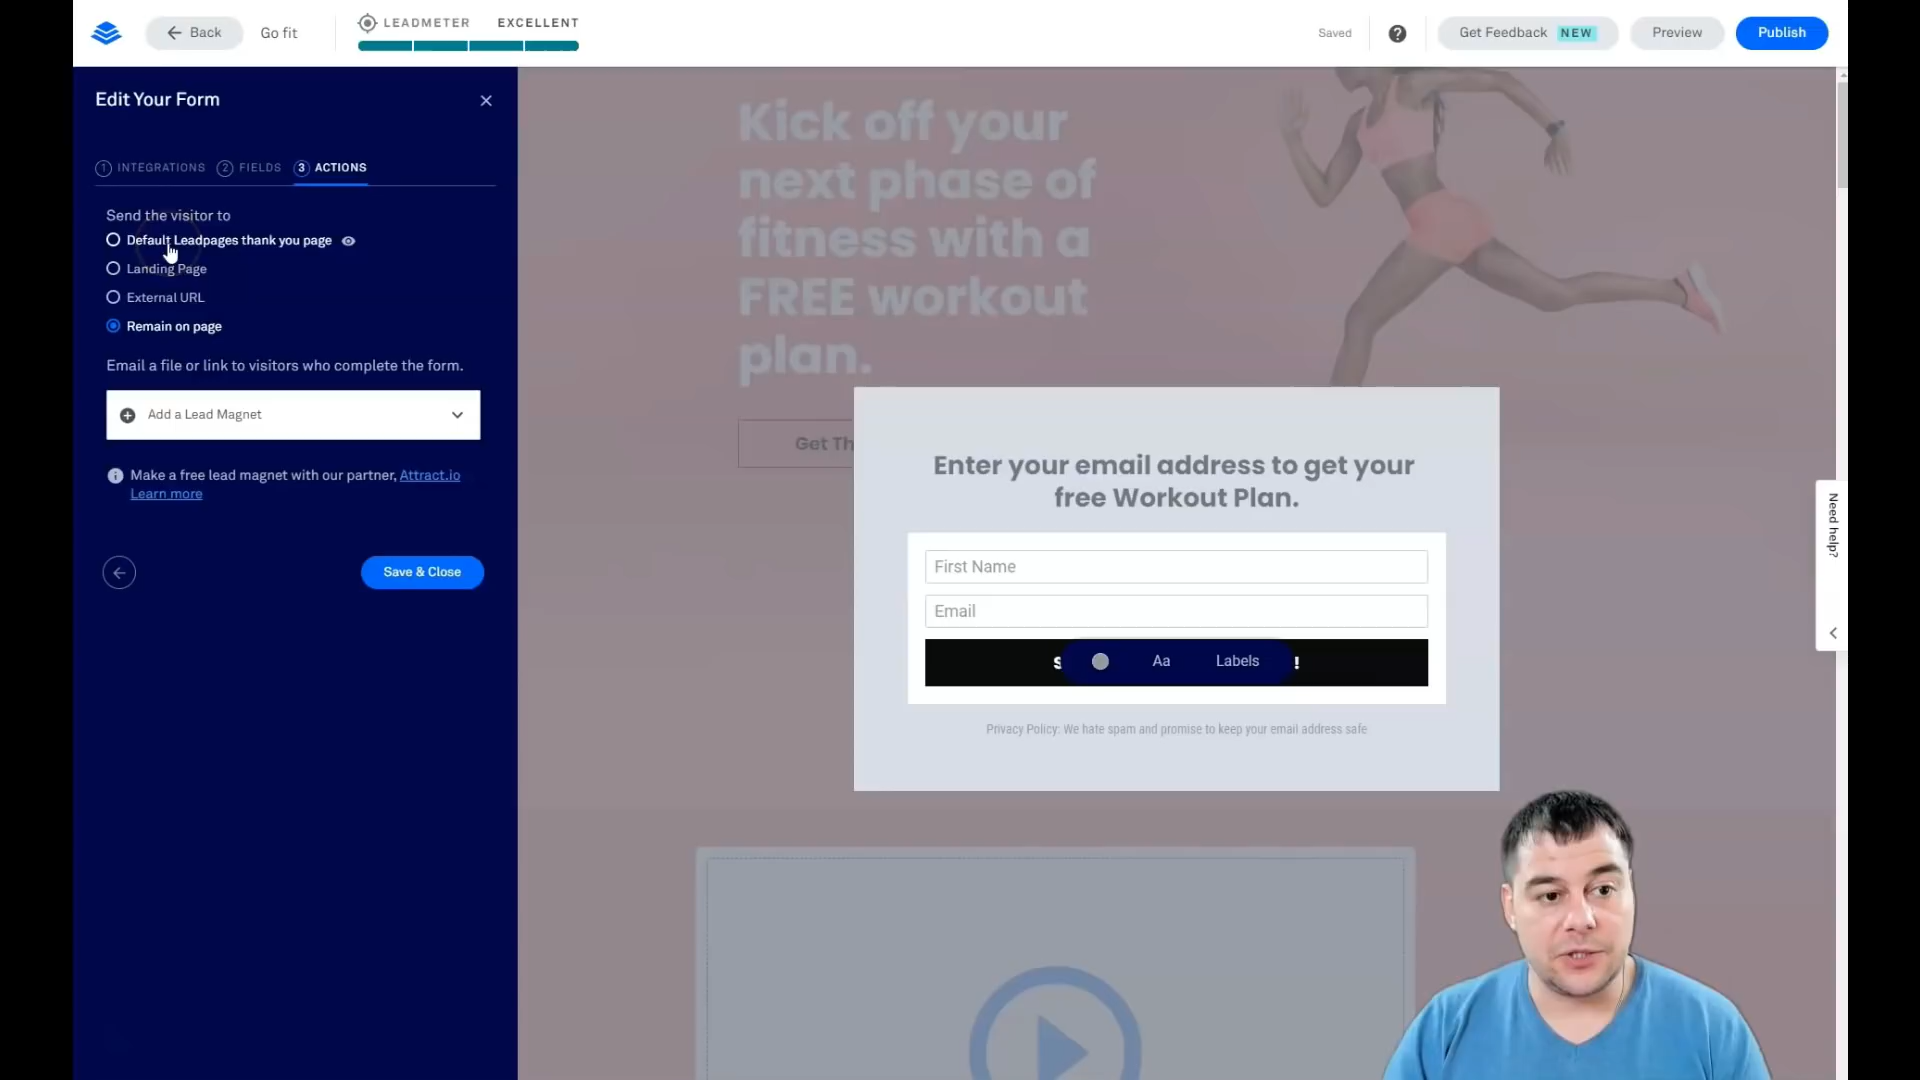 Back
Go fit
LEADMETER EXCELLENT
Saved
?
Get Feedback NEW
Preview
Publish
Edit Your Form
1 INTEGRATIONS 2 FIELDS 3 ACTIONS
Send the visitor to
Default Leadpages thank you page
Landing Page
External URL
Remain on page
Email a file or link to visitors who complete the form.
Add a Lead Magnet
Make a free lead magnet with our partner, Attract.io
Learn more
Save & Close
Kick off your
next phase of
fitness with a
FREE workout
plan.
Get Th
Enter your email address to get your
free Workout Plan.
First Name
Email
S
Aa
Labels
!
Privacy Policy: We hate spam and promise to keep your email address safe
Need help?